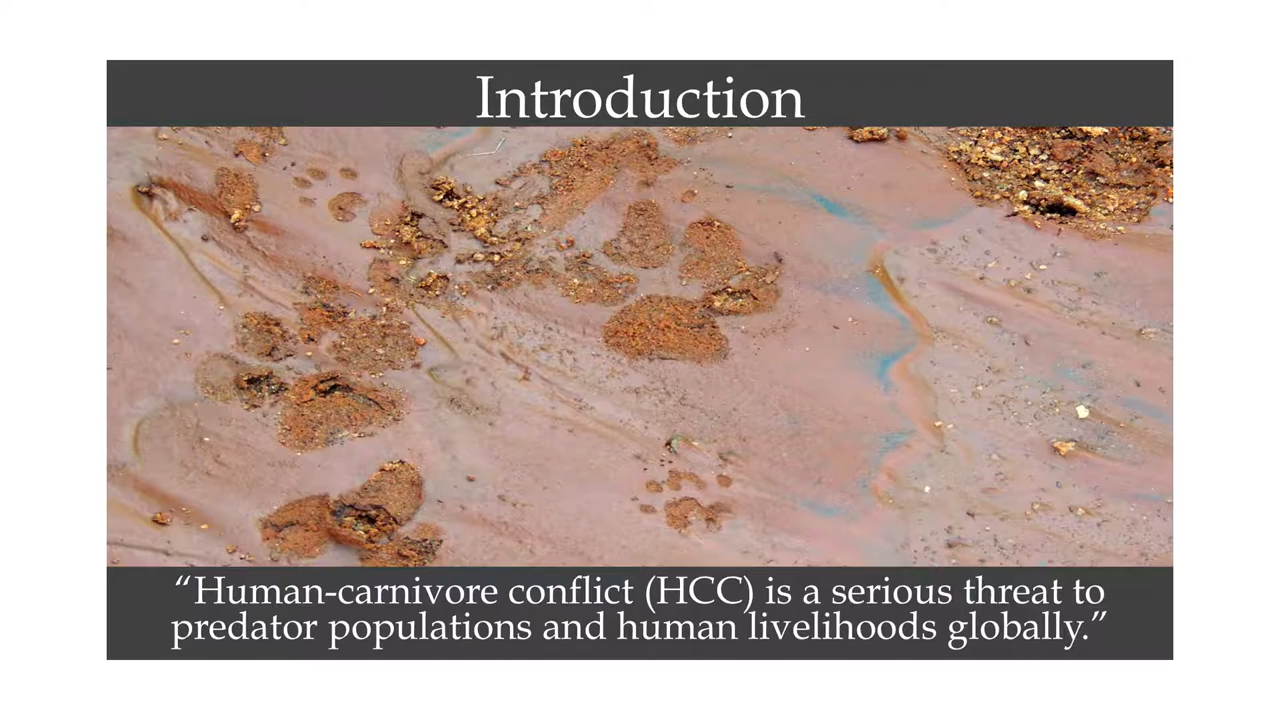 Introduction
“Human-carnivore conflict (HCC) is a serious threat to
predator populations and human livelihoods globally.”